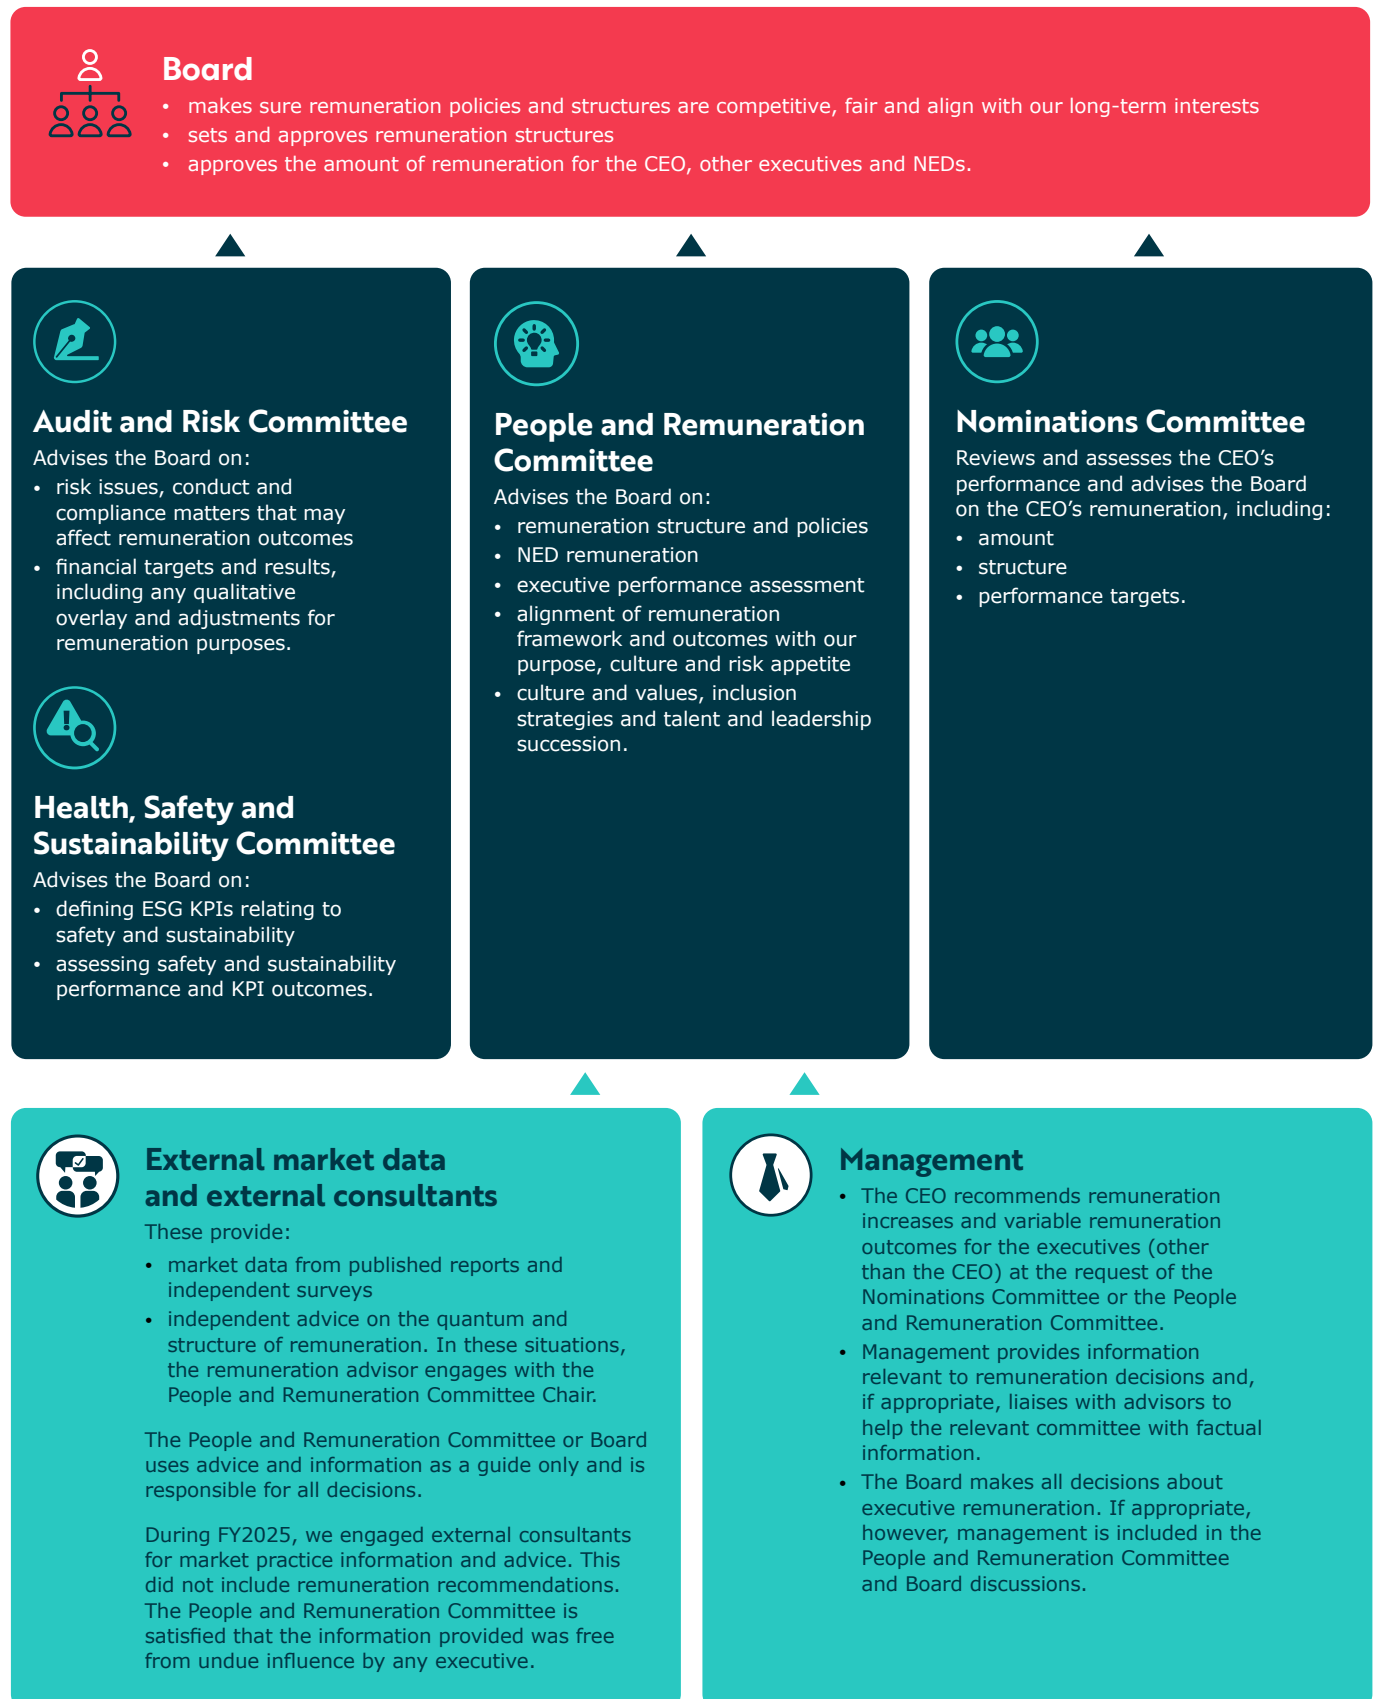 Board
• makes sure remuneration policies and structures are competitive, fair and align with our long-term interests
• sets and approves remuneration structures
• approves the amount of remuneration for the CEO, other executives and NEDs.
Audit and Risk Committee
Advises the Board on:
• risk issues, conduct and
compliance matters that may
affect remuneration outcomes
• financial targets and results,
including any qualitative
overlay and adjustments for
remuneration purposes.
Health, Safety and
Sustainability Committee
Advises the Board on:
• defining ESG KPIs relating to
safety and sustainability
• assessing safety and sustainability
performance and KPI outcomes.
People and Remuneration
Committee
Advises the Board on:
• remuneration structure and policies
• NED remuneration
• executive performance assessment
• alignment of remuneration
framework and outcomes with our
purpose, culture and risk appetite
• culture and values, inclusion
strategies and talent and leadership
succession.
Nominations Committee
Reviews and assesses the CEO’s
performance and advises the Board
on the CEO’s remuneration, including:
• amount
• structure
• performance targets.
External market data
and external consultants
These provide:
• market data from published reports and
independent surveys
• independent advice on the quantum and
structure of remuneration. In these situations,
the remuneration advisor engages with the
People and Remuneration Committee Chair.
The People and Remuneration Committee or Board
uses advice and information as a guide only and is
responsible for all decisions.
During FY2025, we engaged external consultants
for market practice information and advice. This
did not include remuneration recommendations.
The People and Remuneration Committee is
satisfied that the information provided was free
from undue influence by any executive.
Management
• The CEO recommends remuneration
increases and variable remuneration
outcomes for the executives (other
than the CEO) at the request of the
Nominations Committee or the People
and Remuneration Committee.
• Management provides information
relevant to remuneration decisions and,
if appropriate, liaises with advisors to
help the relevant committee with factual
information.
• The Board makes all decisions about
executive remuneration. If appropriate,
however, management is included in the
People and Remuneration Committee
and Board discussions.